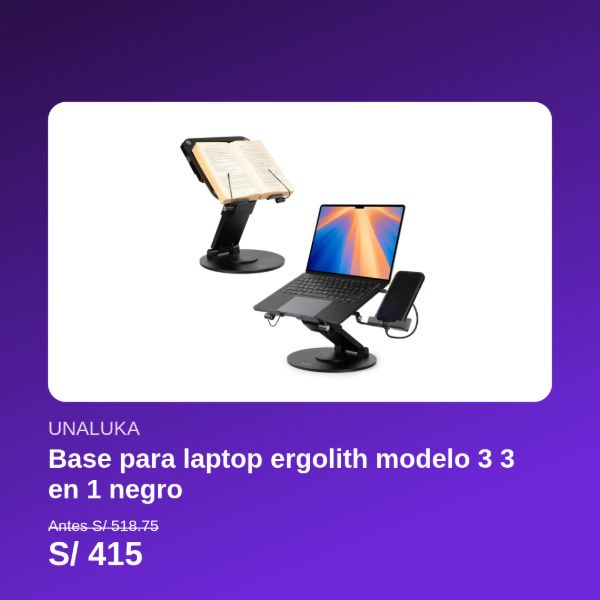 UNALUKA
Base para laptop ergolith modelo 3 3
en 1 negro
Antes S/ 518.75
S/ 415